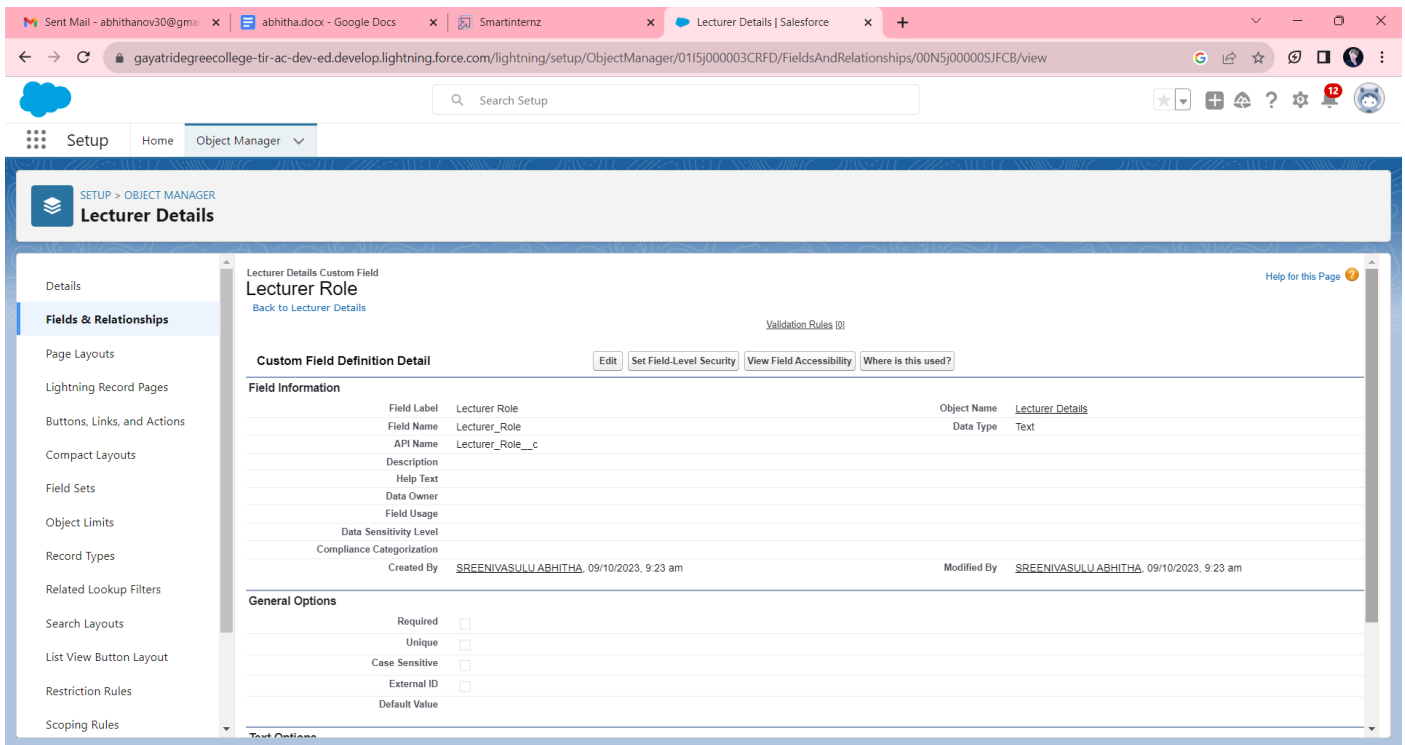 Sent Mail - abhithanov30@gmai
abhitha.docx - Google Docs
Smartinternz
Lecturer Details | Salesforce
gayatridegreecollege-tir-ac-dev-ed.develop.lightning.force.com/lightning/setup/ObjectManager/01I5j000003CRFD/FieldsAndRelationships/00N5j00000SJFCB/view
Search Setup
12
Setup Home Object Manager
SETUP > OBJECT MANAGER
Lecturer Details
Details
Fields & Relationships
Page Layouts
Lightning Record Pages
Buttons, Links, and Actions
Compact Layouts
Field Sets
Object Limits
Record Types
Related Lookup Filters
Search Layouts
List View Button Layout
Restriction Rules
Scoping Rules
Lecturer Details Custom Field
Lecturer Role
Back to Lecturer Details
Help for this Page
Validation Rules [0]
Custom Field Definition Detail Edit Set Field-Level Security View Field Accessibility Where is this used?
Field Information
Field Label Lecturer Role Object Name Lecturer Details
Field Name Lecturer_Role Data Type Text
API Name Lecturer_Role__c
Description
Help Text
Data Owner
Field Usage
Data Sensitivity Level
Compliance Categorization
Created By SREENIVASULU ABHITHA, 09/10/2023, 9:23 am Modified By SREENIVASULU ABHITHA, 09/10/2023, 9:23 am
General Options
Required
Unique
Case Sensitive
External ID
Default Value
Text Options